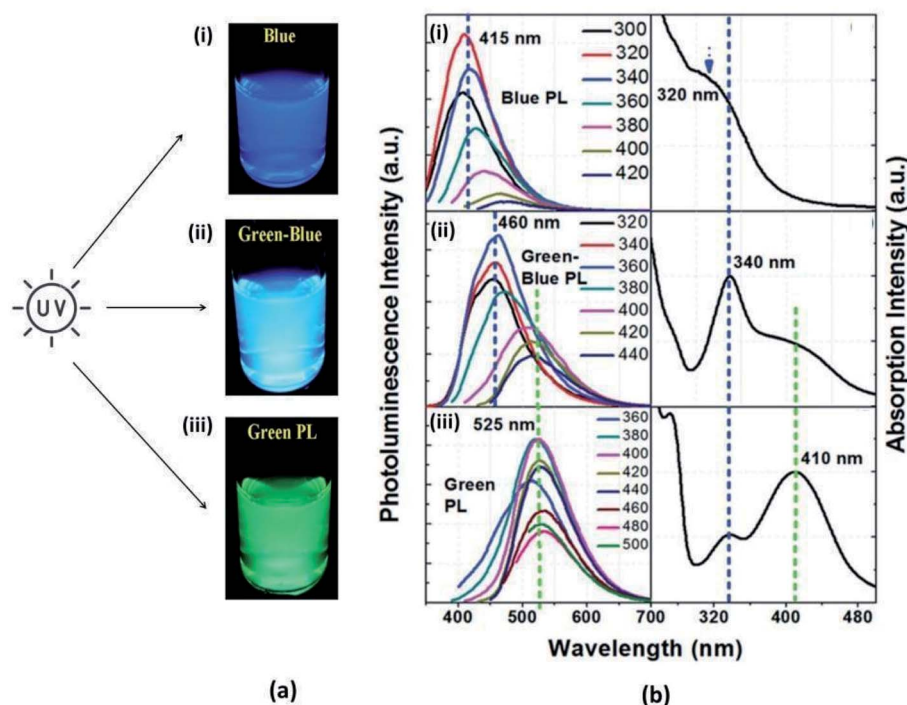 (i)
Blue
(ii)
Green-Blue
UV
(iii)
Green PL
(a)
Photoluminescence Intensity (a.u.)
(i)
415 nm
Blue PL
300
320
340
360
380
400
420
320 nm
(ii)
460 nm
Green-
Blue PL
320
340
360
380
400
420
440
340 nm
(iii)
525 nm
Green
PL
360
380
400
420
440
460
480
500
410 nm
Absorption Intensity (a.u.)
400 500 600 700 320 400 480
Wavelength (nm)
(b)